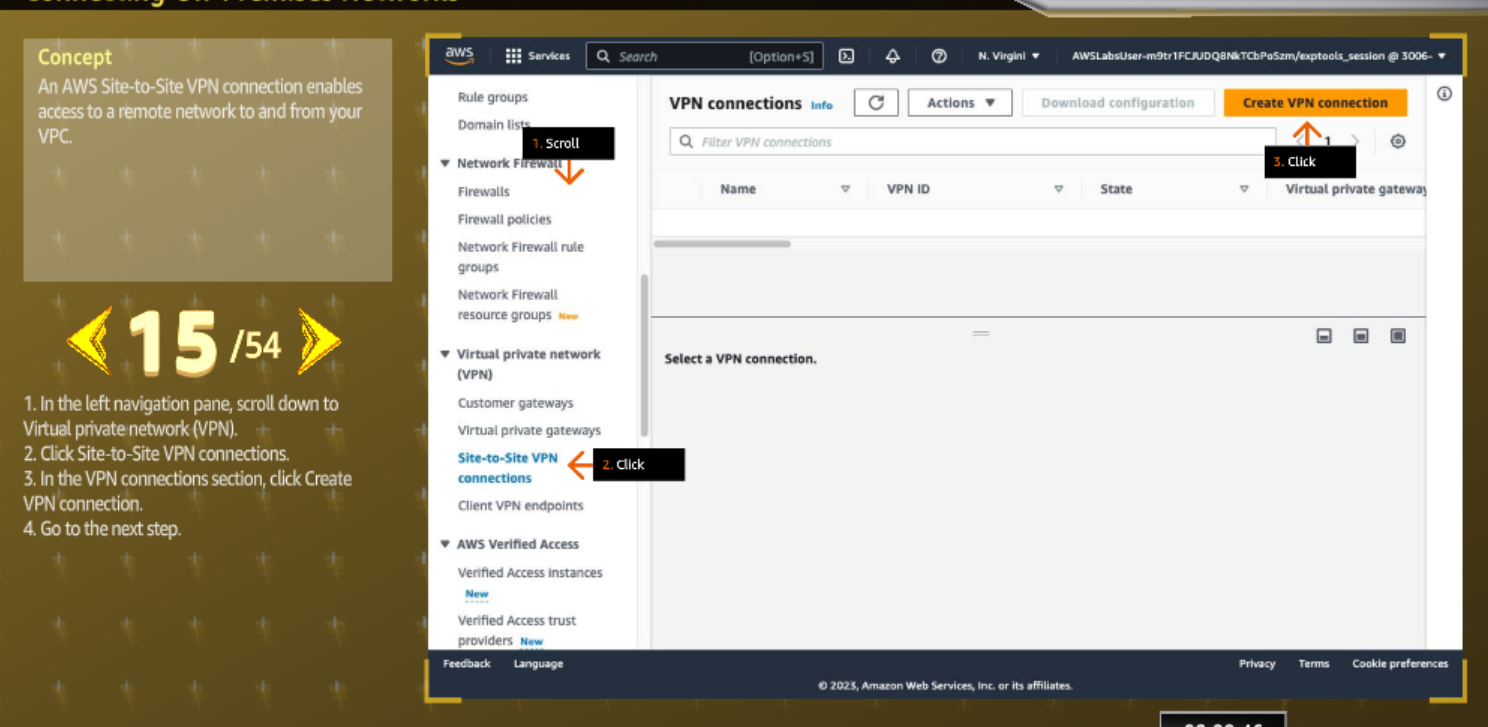 Connecting On-Premises Networks
Concept
An AWS Site-to-Site VPN connection enables
access to a remote network to and from your
VPC.
15 /54
1. In the left navigation pane, scroll down to
Virtual private network (VPN).
2. Click Site-to-Site VPN connections.
3. In the VPN connections section, click Create
VPN connection.
4. Go to the next step.
aws Services Search [Option+S] N. Virgini AWSLabsUser-m9tr1FCJUDQ8NkTCbPoSzm/exptools_session @ 3006-
Rule groups
Domain lists
1. Scroll
Network Firewall
Firewalls
Firewall policies
Network Firewall rule
groups
Network Firewall
resource groups New
Virtual private network
(VPN)
Customer gateways
Virtual private gateways
Site-to-Site VPN
connections
2. Click
Client VPN endpoints
AWS Verified Access
Verified Access instances
New
Verified Access trust
providers New
VPN connections Info Actions Download configuration Create VPN connection
Filter VPN connections
1
3. Click
Name VPN ID State Virtual private gateway
Select a VPN connection.
Feedback Language Privacy Terms Cookie preferences
© 2023, Amazon Web Services, Inc. or its affiliates.